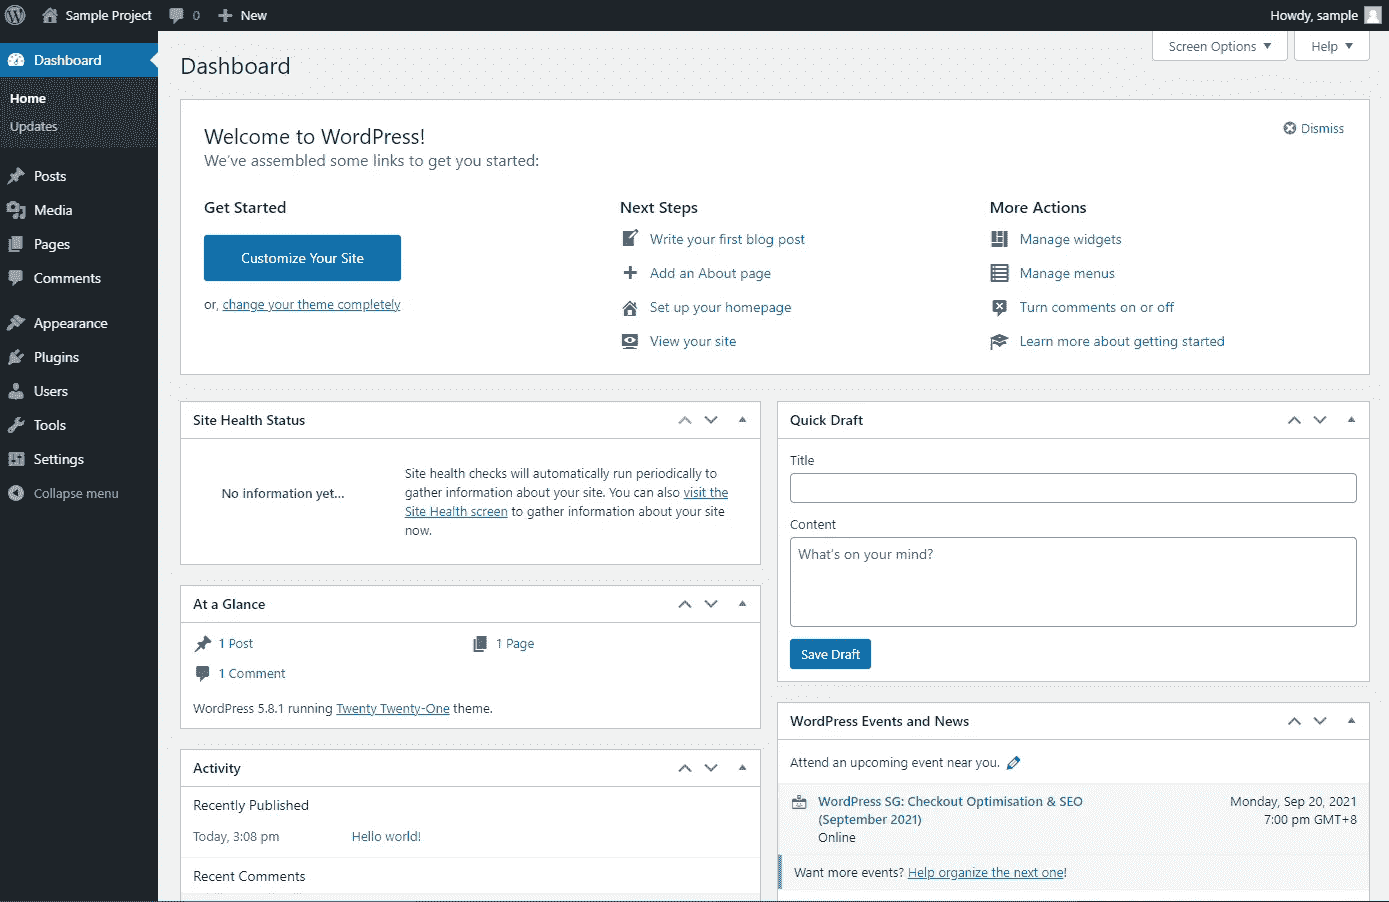 Sample Project
0
New
Howdy, sample
Dashboard
Home
Updates
Posts
Media
Pages
Comments
Appearance
Plugins
Users
Tools
Settings
Collapse menu
Screen Options
Help
Dashboard
Welcome to WordPress!
We've assembled some links to get you started:
Dismiss
Get Started
Customize Your Site
or, change your theme completely
Next Steps
Write your first blog post
Add an About page
Set up your homepage
View your site
More Actions
Manage widgets
Manage menus
Turn comments on or off
Learn more about getting started
Site Health Status
No information yet...
Site health checks will automatically run periodically to
gather information about your site. You can also visit the
Site Health screen to gather information about your site
now.
At a Glance
1 Post
1 Page
1 Comment
WordPress 5.8.1 running Twenty Twenty-One theme.
Activity
Recently Published
Today, 3:08 pm
Hello world!
Recent Comments
Quick Draft
Title
Content
What's on your mind?
Save Draft
WordPress Events and News
Attend an upcoming event near you.
WordPress SG: Checkout Optimisation & SEO
(September 2021)
Online
Monday, Sep 20, 2021
7:00 pm GMT+8
Want more events? Help organize the next one!